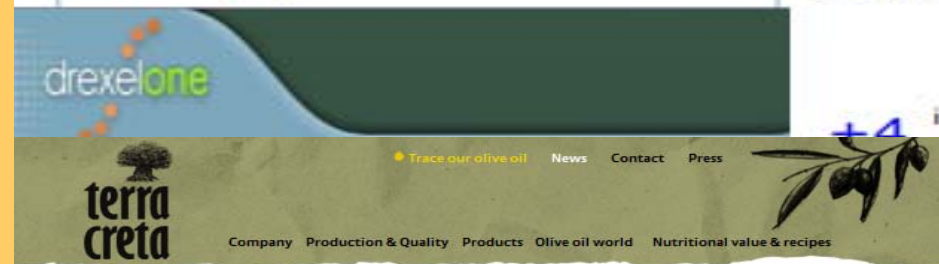 drexelone
+4
Trace our olive oil News Contact Press
terra
creta
Company Production & Quality Products Olive oil world Nutritional value & recipes